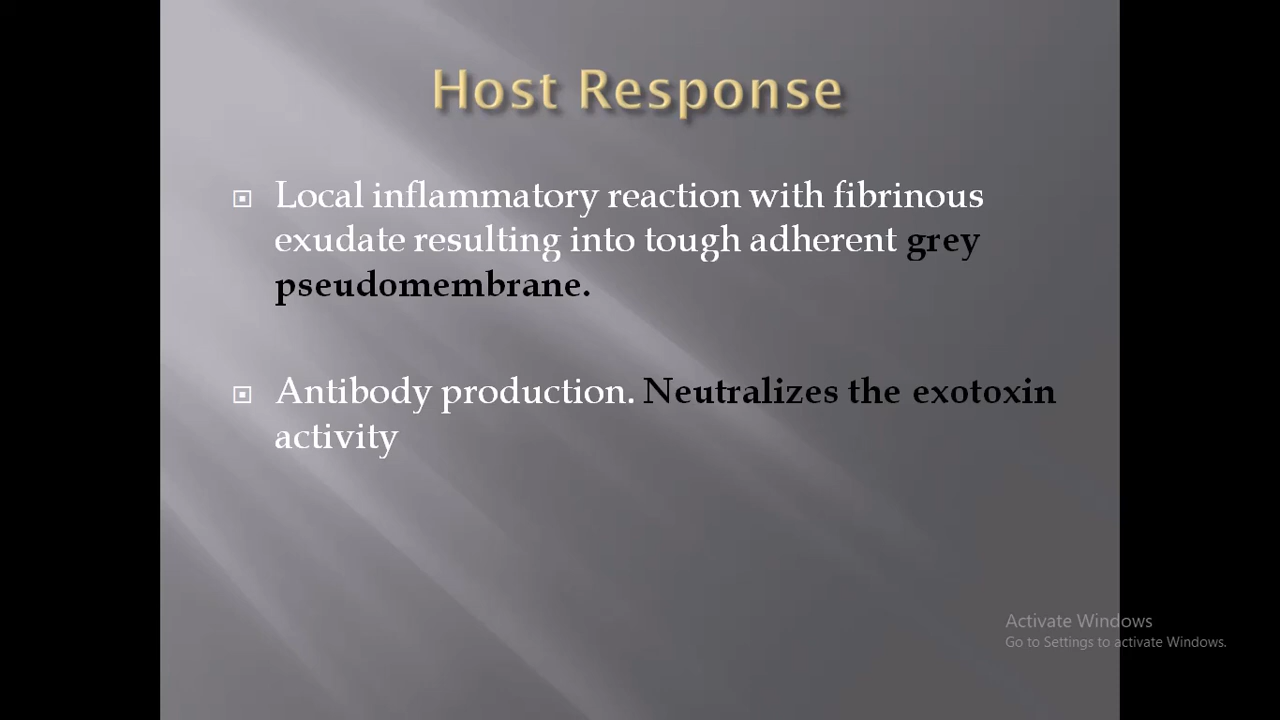 Host Response
Local inflammatory reaction with fibrinous
exudate resulting into tough adherent grey
pseudomembrane.
Antibody production. Neutralizes the exotoxin
activity
Activate Windows
Go to Settings to activate Windows.